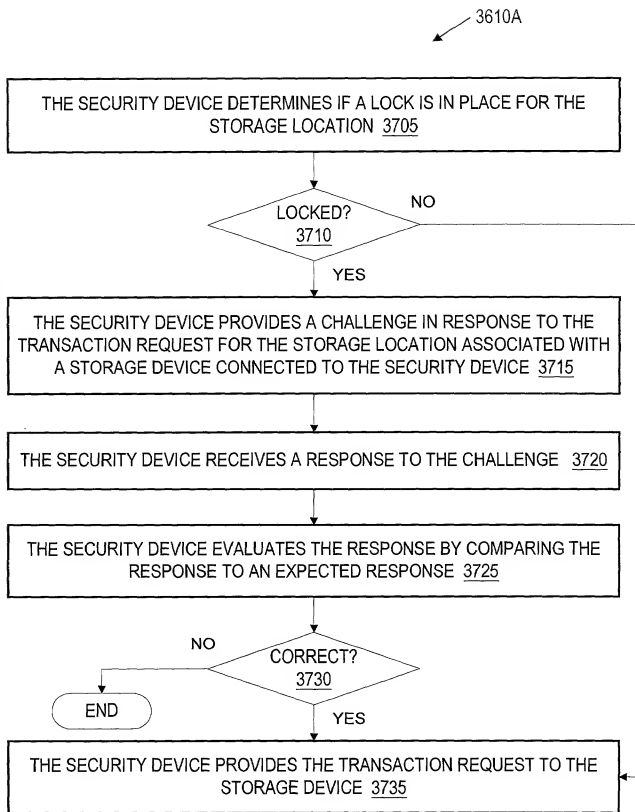 3610A
THE SECURITY DEVICE DETERMINES IF A LOCK IS IN PLACE FOR THE
STORAGE LOCATION 3705
LOCKED?
3710
NO
YES
THE SECURITY DEVICE PROVIDES A CHALLENGE IN RESPONSE TO THE
TRANSACTION REQUEST FOR THE STORAGE LOCATION ASSOCIATED WITH
A STORAGE DEVICE CONNECTED TO THE SECURITY DEVICE 3715
THE SECURITY DEVICE RECEIVES A RESPONSE TO THE CHALLENGE 3720
THE SECURITY DEVICE EVALUATES THE RESPONSE BY COMPARING THE
RESPONSE TO AN EXPECTED RESPONSE 3725
NO
CORRECT?
3730
END
YES
THE SECURITY DEVICE PROVIDES THE TRANSACTION REQUEST TO THE
STORAGE DEVICE 3735